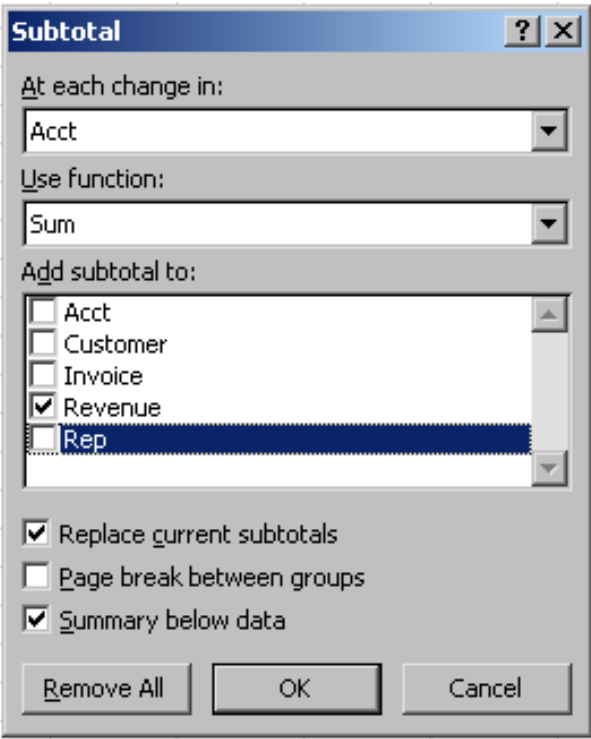 Subtotal
At each change in:
Acct
Use function:
Sum
Add subtotal to:
Acct
Customer
Invoice
Revenue
Rep
Replace current subtotals
Page break between groups
Summary below data
Remove All OK Cancel